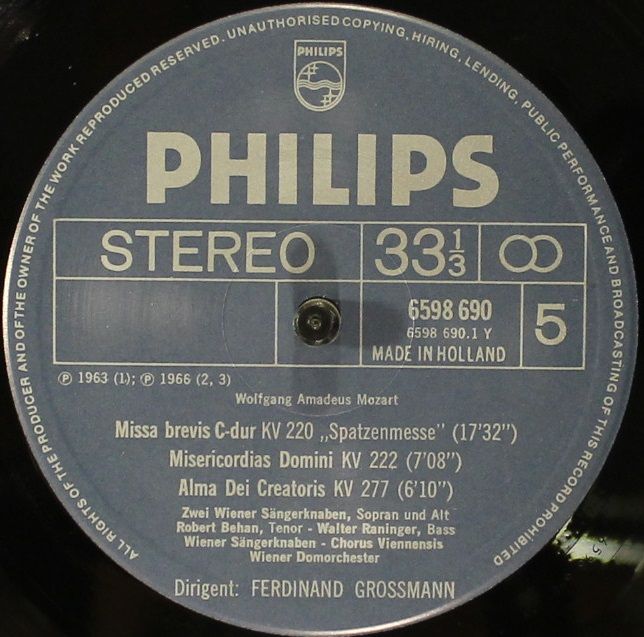 ALL RIGHTS OF THE PRODUCER AND OF THE OWNER OF THE WORK REPRODUCED RESERVED. UNAUTHORISED COPYING, HIRING, LENDING, PUBLIC PERFORMANCE AND BROADCASTING OF THIS RECORD PROHIBITED
PHILIPS
PHILIPS
STEREO 33⅓
6598 690
6598 690.1 Y
MADE IN HOLLAND
5
Ⓟ 1963 (1); Ⓟ 1966 (2, 3)
Wolfgang Amadeus Mozart
Missa brevis C-dur KV 220 „Spatzenmesse" (17'32")
Misericordias Domini KV 222 (7'08")
Alma Dei Creatoris KV 277 (6'10")
Zwei Wiener Sängerknaben, Sopran und Alt
Robert Behan, Tenor - Walter Raninger, Bass
Wiener Sängerknaben - Chorus Viennensis
Wiener Domorchester
Dirigent: FERDINAND GROSSMANN